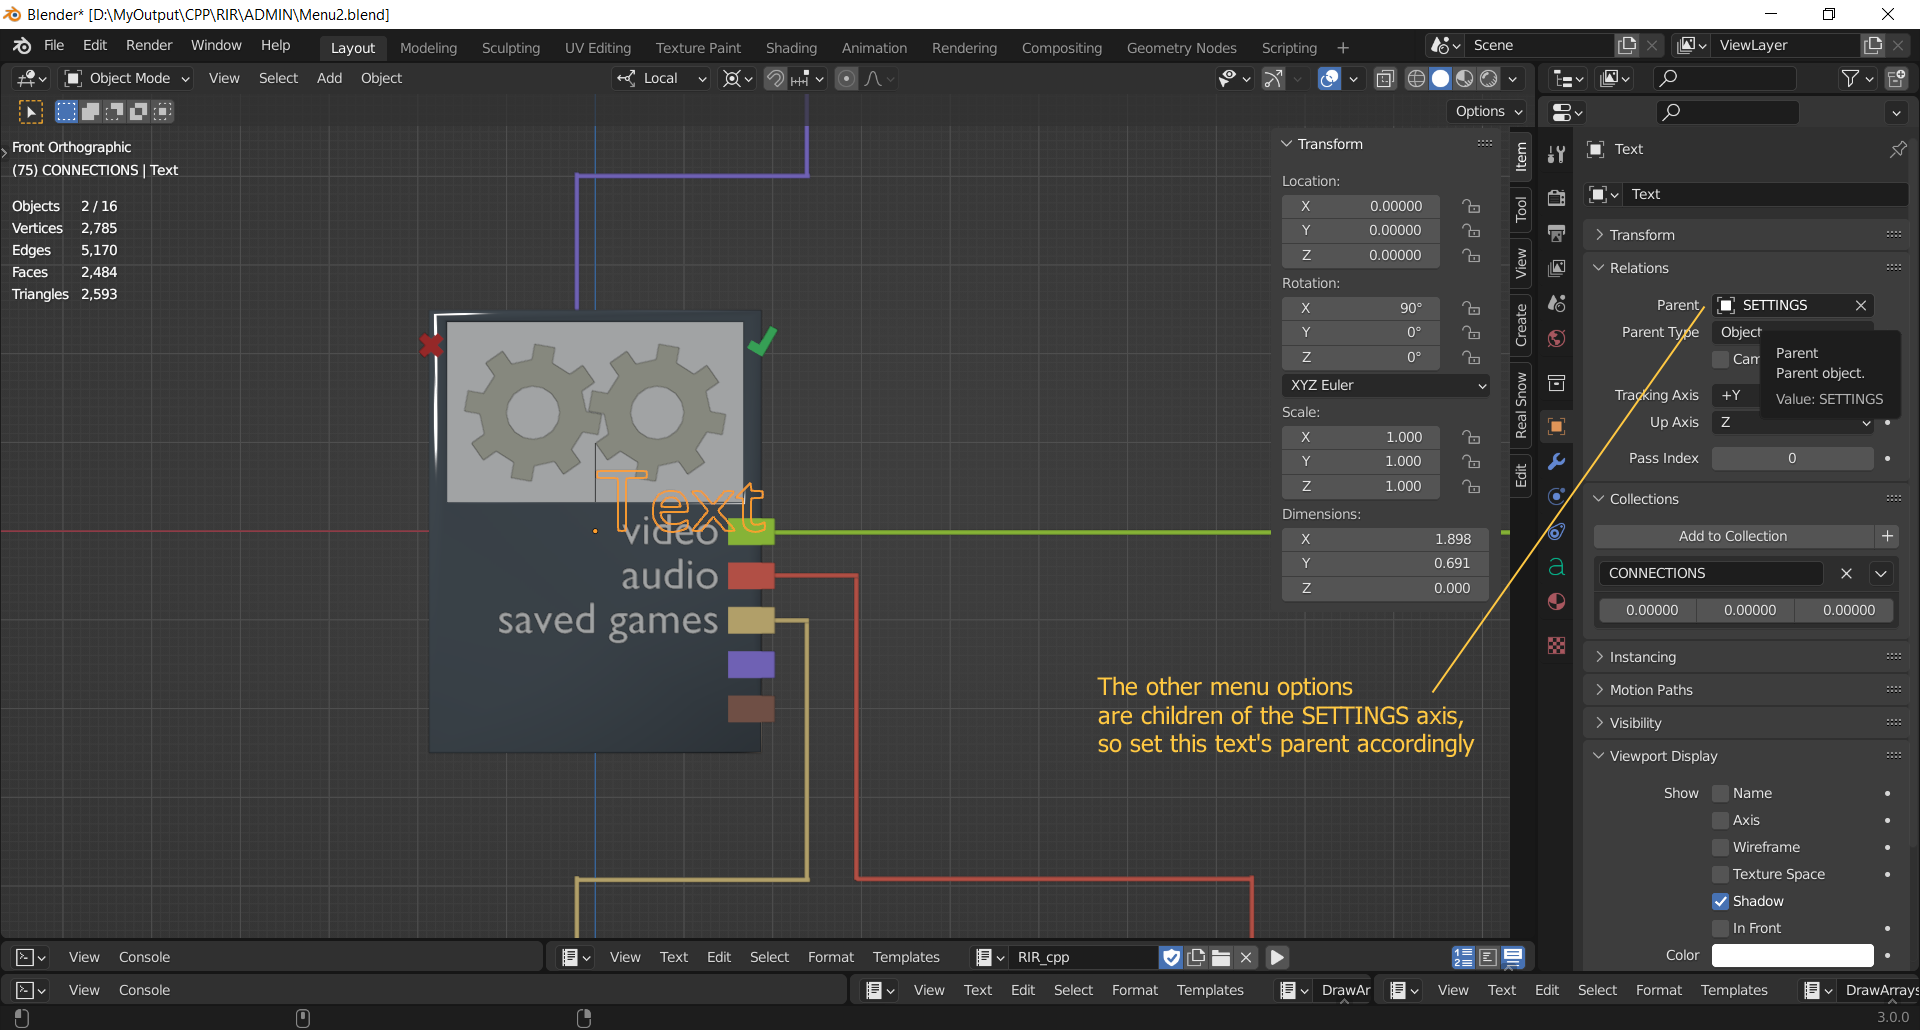 Blender* [D:\MyOutput\CPP\RIR\ADMIN\Menu2.blend]
File Edit Render Window Help Layout Modeling Sculpting UV Editing Texture Paint Shading Animation Rendering Compositing Geometry Nodes Scripting + Scene ViewLayer
Object Mode View Select Add Object Local
Options
Front Orthographic
(75) CONNECTIONS | Text
Objects 2 / 16
Vertices 2,785
Edges 5,170
Faces 2,484
Triangles 2,593
Text
video
audio
saved games
Transform
Location:
X 0.00000
Y 0.00000
Z 0.00000
Rotation:
X 90°
Y 0°
Z 0°
XYZ Euler
Scale:
X 1.000
Y 1.000
Z 1.000
Dimensions:
X 1.898
Y 0.691
Z 0.000
Item
Tool
View
Create
Real Snow
Edit
The other menu options
are children of the SETTINGS axis,
so set this text's parent accordingly
Text
Text
Transform
Relations
Parent SETTINGS
Parent Type Object
Cam
Parent
Parent object.
Value: SETTINGS
Tracking Axis +Y
Up Axis Z
Pass Index 0
Collections
Add to Collection +
CONNECTIONS
0.00000 0.00000 0.00000
Instancing
Motion Paths
Visibility
Viewport Display
Show Name
Axis
Wireframe
Texture Space
Shadow
In Front
Color
View Console View Text Edit Select Format Templates RIR_cpp
View Console View Text Edit Select Format Templates DrawAr View Text Edit Select Format Templates DrawArrays
3.0.0